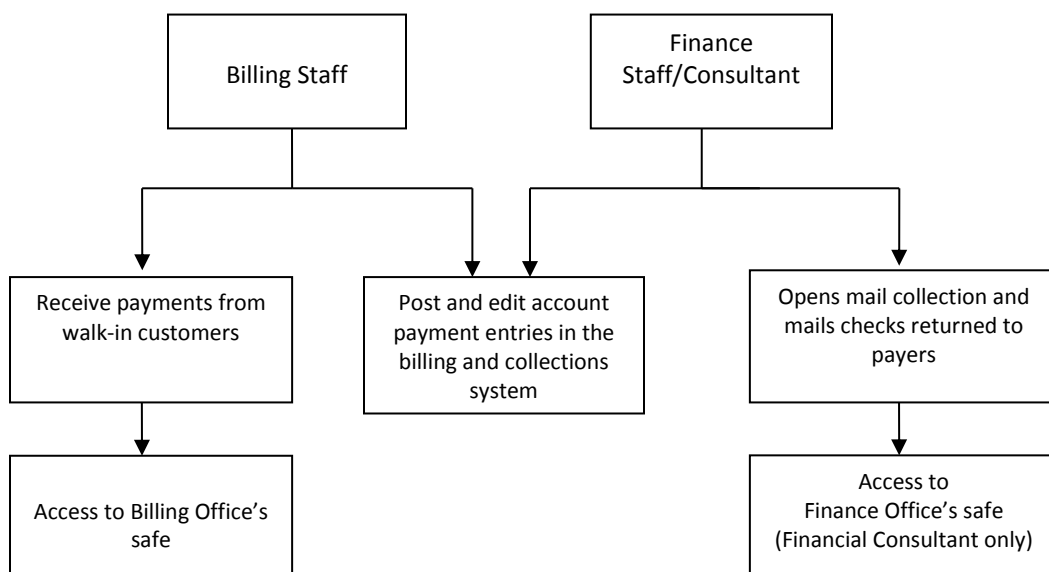 Billing Staff
Finance
Staff/Consultant
Receive payments from
walk-in customers
Post and edit account
payment entries in the
billing and collections
system
Opens mail collection and
mails checks returned to
payers
Access to Billing Office’s
safe
Access to
Finance Office’s safe
(Financial Consultant only)